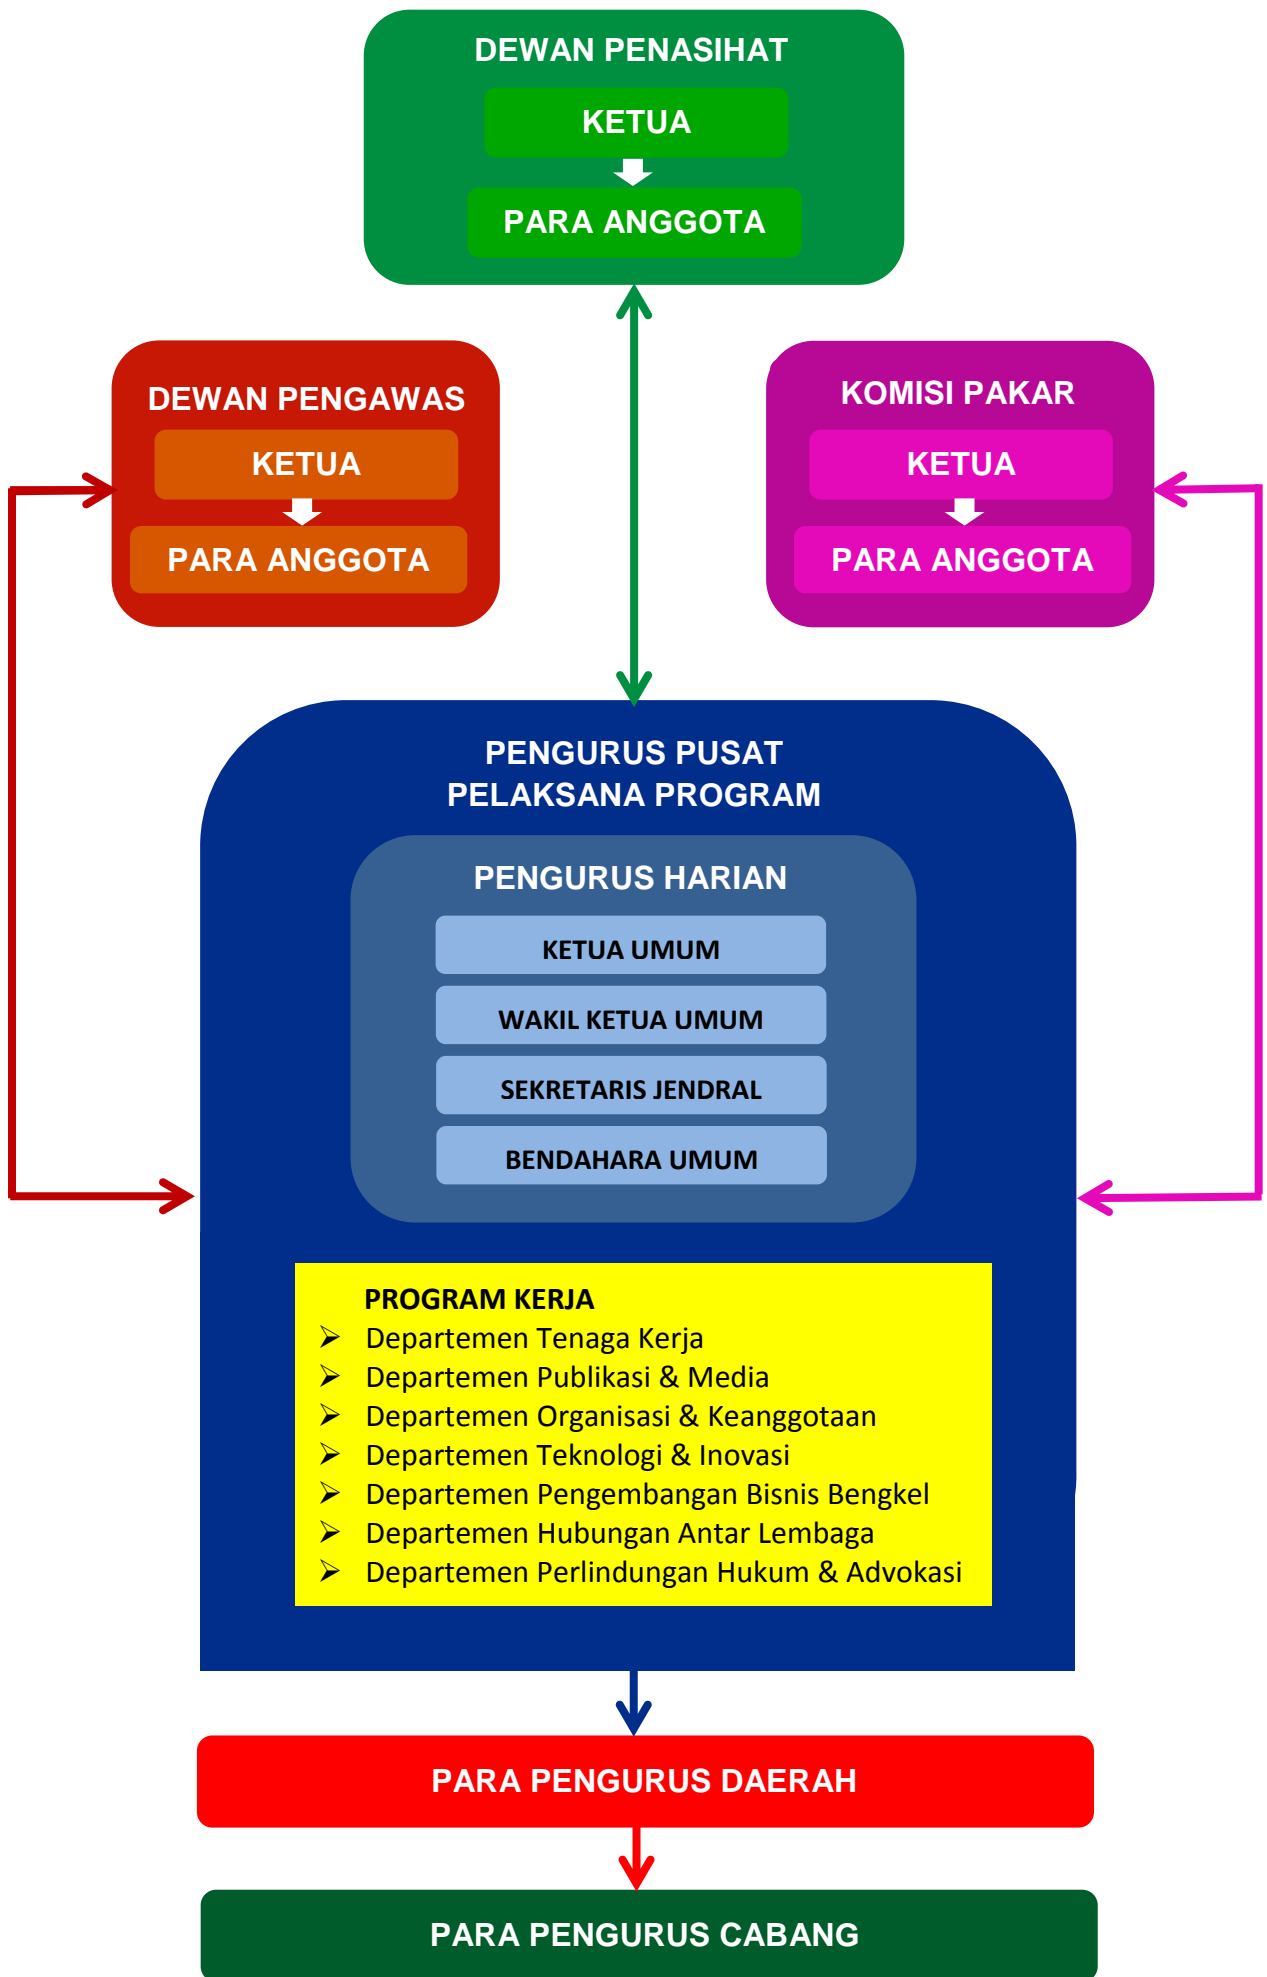 DEWAN PENASIHAT
KETUA
PARA ANGGOTA
DEWAN PENGAWAS
KETUA
PARA ANGGOTA
KOMISI PAKAR
KETUA
PARA ANGGOTA
PENGURUS PUSAT
PELAKSANA PROGRAM
PENGURUS HARIAN
KETUA UMUM
WAKIL KETUA UMUM
SEKRETARIS JENDRAL
BENDAHARA UMUM
PROGRAM KERJA
➢ Departemen Tenaga Kerja
➢ Departemen Publikasi & Media
➢ Departemen Organisasi & Keanggotaan
➢ Departemen Teknologi & Inovasi
➢ Departemen Pengembangan Bisnis Bengkel
➢ Departemen Hubungan Antar Lembaga
➢ Departemen Perlindungan Hukum & Advokasi
PARA PENGURUS DAERAH
PARA PENGURUS CABANG